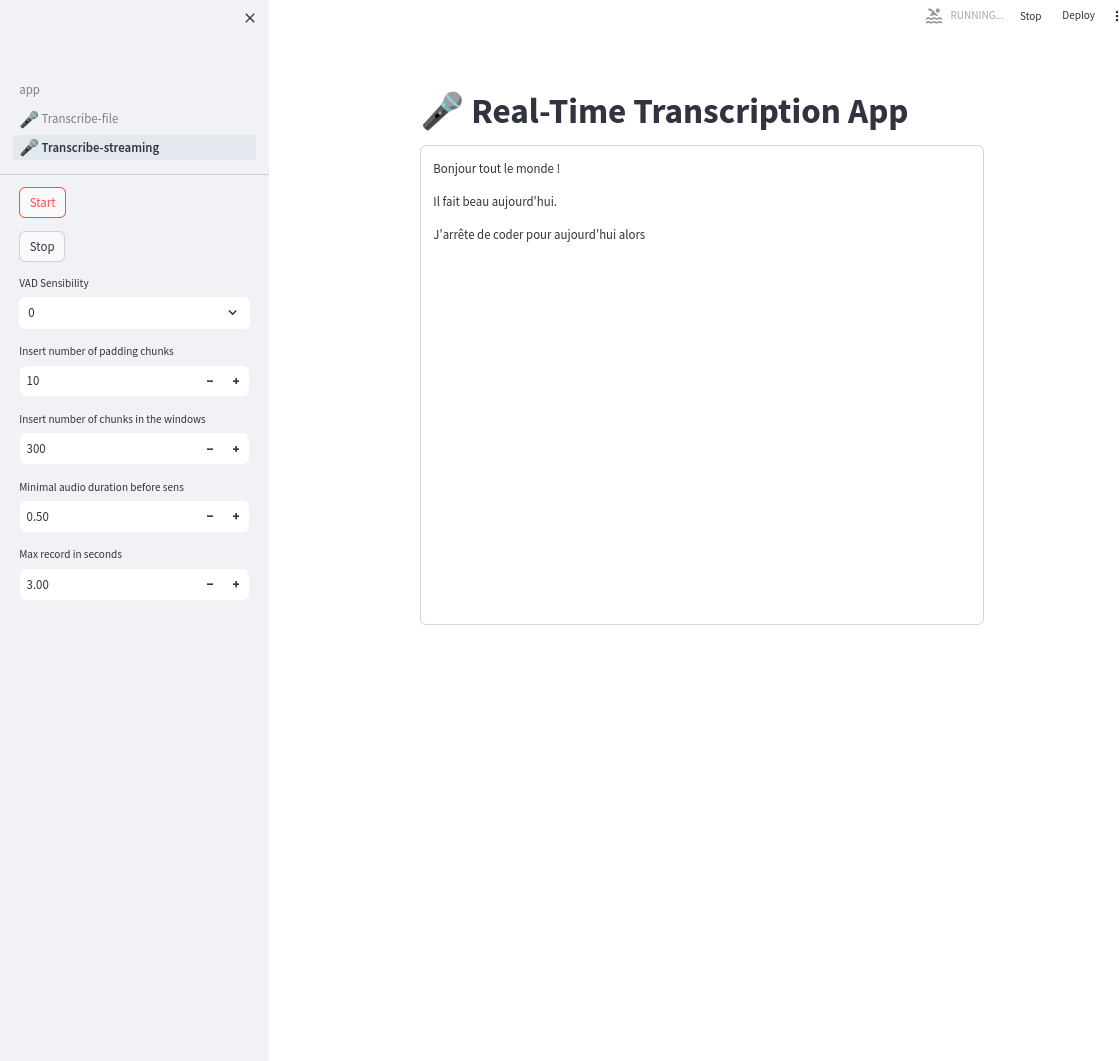 RUNNING...
Stop
Deploy
app
Transcribe-file
Transcribe-streaming
Start
Stop
VAD Sensibility
0
Insert number of padding chunks
10
Insert number of chunks in the windows
300
Minimal audio duration before sens
0.50
Max record in seconds
3.00
Real-Time Transcription App
Bonjour tout le monde !
Il fait beau aujourd'hui.
J'arrête de coder pour aujourd'hui alors